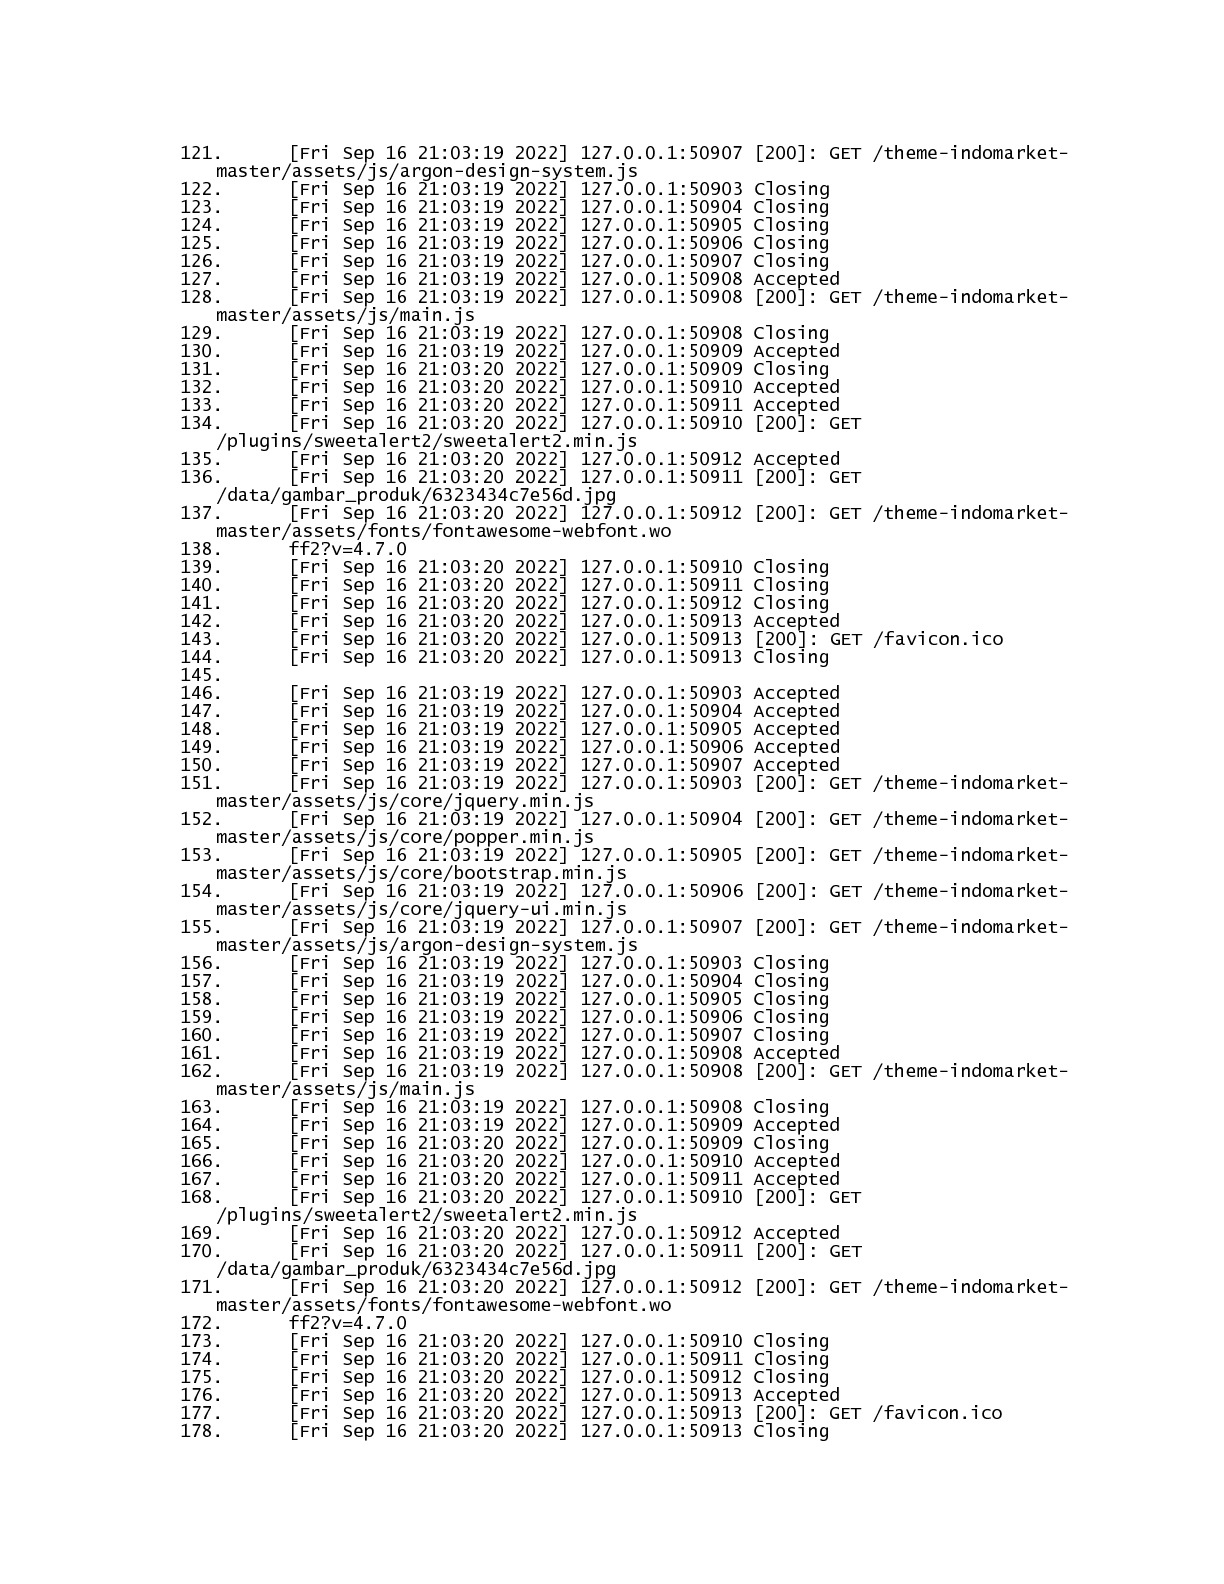 121. [Fri Sep 16 21:03:19 2022] 127.0.0.1:50907 [200]: GET /theme-indomarket-
master/assets/js/argon-design-system.js
122. [Fri Sep 16 21:03:19 2022] 127.0.0.1:50903 Closing
123. [Fri Sep 16 21:03:19 2022] 127.0.0.1:50904 Closing
124. [Fri Sep 16 21:03:19 2022] 127.0.0.1:50905 Closing
125. [Fri Sep 16 21:03:19 2022] 127.0.0.1:50906 Closing
126. [Fri Sep 16 21:03:19 2022] 127.0.0.1:50907 Closing
127. [Fri Sep 16 21:03:19 2022] 127.0.0.1:50908 Accepted
128. [Fri Sep 16 21:03:19 2022] 127.0.0.1:50908 [200]: GET /theme-indomarket-
master/assets/js/main.js
129. [Fri Sep 16 21:03:19 2022] 127.0.0.1:50908 Closing
130. [Fri Sep 16 21:03:19 2022] 127.0.0.1:50909 Accepted
131. [Fri Sep 16 21:03:20 2022] 127.0.0.1:50909 Closing
132. [Fri Sep 16 21:03:20 2022] 127.0.0.1:50910 Accepted
133. [Fri Sep 16 21:03:20 2022] 127.0.0.1:50911 Accepted
134. [Fri Sep 16 21:03:20 2022] 127.0.0.1:50910 [200]: GET
/plugins/sweetalert2/sweetalert2.min.js
135. [Fri Sep 16 21:03:20 2022] 127.0.0.1:50912 Accepted
136. [Fri Sep 16 21:03:20 2022] 127.0.0.1:50911 [200]: GET
/data/gambar_produk/6323434c7e56d.jpg
137. [Fri Sep 16 21:03:20 2022] 127.0.0.1:50912 [200]: GET /theme-indomarket-
master/assets/fonts/fontawesome-webfont.wo
138. ff2?v=4.7.0
139. [Fri Sep 16 21:03:20 2022] 127.0.0.1:50910 Closing
140. [Fri Sep 16 21:03:20 2022] 127.0.0.1:50911 Closing
141. [Fri Sep 16 21:03:20 2022] 127.0.0.1:50912 Closing
142. [Fri Sep 16 21:03:20 2022] 127.0.0.1:50913 Accepted
143. [Fri Sep 16 21:03:20 2022] 127.0.0.1:50913 [200]: GET /favicon.ico
144. [Fri Sep 16 21:03:20 2022] 127.0.0.1:50913 Closing
145.
146. [Fri Sep 16 21:03:19 2022] 127.0.0.1:50903 Accepted
147. [Fri Sep 16 21:03:19 2022] 127.0.0.1:50904 Accepted
148. [Fri Sep 16 21:03:19 2022] 127.0.0.1:50905 Accepted
149. [Fri Sep 16 21:03:19 2022] 127.0.0.1:50906 Accepted
150. [Fri Sep 16 21:03:19 2022] 127.0.0.1:50907 Accepted
151. [Fri Sep 16 21:03:19 2022] 127.0.0.1:50903 [200]: GET /theme-indomarket-
master/assets/js/core/jquery.min.js
152. [Fri Sep 16 21:03:19 2022] 127.0.0.1:50904 [200]: GET /theme-indomarket-
master/assets/js/core/popper.min.js
153. [Fri Sep 16 21:03:19 2022] 127.0.0.1:50905 [200]: GET /theme-indomarket-
master/assets/js/core/bootstrap.min.js
154. [Fri Sep 16 21:03:19 2022] 127.0.0.1:50906 [200]: GET /theme-indomarket-
master/assets/js/core/jquery-ui.min.js
155. [Fri Sep 16 21:03:19 2022] 127.0.0.1:50907 [200]: GET /theme-indomarket-
master/assets/js/argon-design-system.js
156. [Fri Sep 16 21:03:19 2022] 127.0.0.1:50903 Closing
157. [Fri Sep 16 21:03:19 2022] 127.0.0.1:50904 Closing
158. [Fri Sep 16 21:03:19 2022] 127.0.0.1:50905 Closing
159. [Fri Sep 16 21:03:19 2022] 127.0.0.1:50906 Closing
160. [Fri Sep 16 21:03:19 2022] 127.0.0.1:50907 Closing
161. [Fri Sep 16 21:03:19 2022] 127.0.0.1:50908 Accepted
162. [Fri Sep 16 21:03:19 2022] 127.0.0.1:50908 [200]: GET /theme-indomarket-
master/assets/js/main.js
163. [Fri Sep 16 21:03:19 2022] 127.0.0.1:50908 Closing
164. [Fri Sep 16 21:03:19 2022] 127.0.0.1:50909 Accepted
165. [Fri Sep 16 21:03:20 2022] 127.0.0.1:50909 Closing
166. [Fri Sep 16 21:03:20 2022] 127.0.0.1:50910 Accepted
167. [Fri Sep 16 21:03:20 2022] 127.0.0.1:50911 Accepted
168. [Fri Sep 16 21:03:20 2022] 127.0.0.1:50910 [200]: GET
/plugins/sweetalert2/sweetalert2.min.js
169. [Fri Sep 16 21:03:20 2022] 127.0.0.1:50912 Accepted
170. [Fri Sep 16 21:03:20 2022] 127.0.0.1:50911 [200]: GET
/data/gambar_produk/6323434c7e56d.jpg
171. [Fri Sep 16 21:03:20 2022] 127.0.0.1:50912 [200]: GET /theme-indomarket-
master/assets/fonts/fontawesome-webfont.wo
172. ff2?v=4.7.0
173. [Fri Sep 16 21:03:20 2022] 127.0.0.1:50910 Closing
174. [Fri Sep 16 21:03:20 2022] 127.0.0.1:50911 Closing
175. [Fri Sep 16 21:03:20 2022] 127.0.0.1:50912 Closing
176. [Fri Sep 16 21:03:20 2022] 127.0.0.1:50913 Accepted
177. [Fri Sep 16 21:03:20 2022] 127.0.0.1:50913 [200]: GET /favicon.ico
178. [Fri Sep 16 21:03:20 2022] 127.0.0.1:50913 Closing